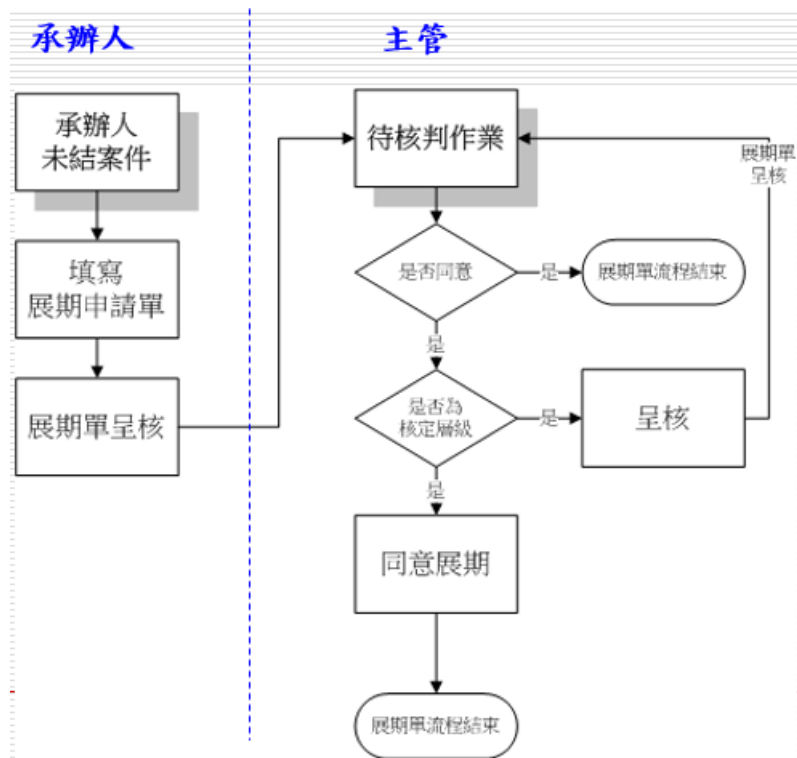 承辦人
主管
承辦人
未結案件
待核判作業
展期單
呈核
填寫
展期申請單
是否同意
是
展期單流程結束
是
展期單呈核
是否為
核定層級
是
呈核
是
同意展期
展期單流程結束